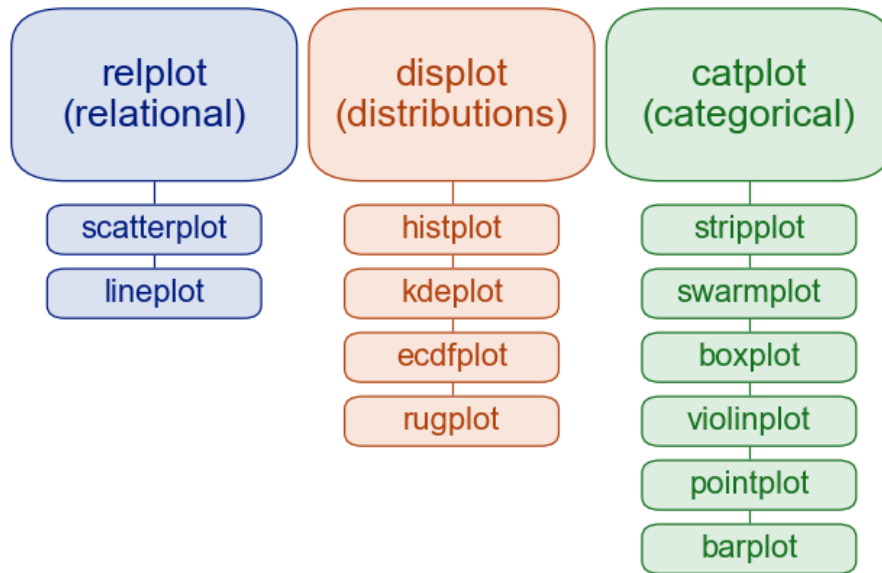 relplot
(relational)
scatterplot
lineplot
displot
(distributions)
histplot
kdeplot
ecdfplot
rugplot
catplot
(categorical)
stripplot
swarmplot
boxplot
violinplot
pointplot
barplot